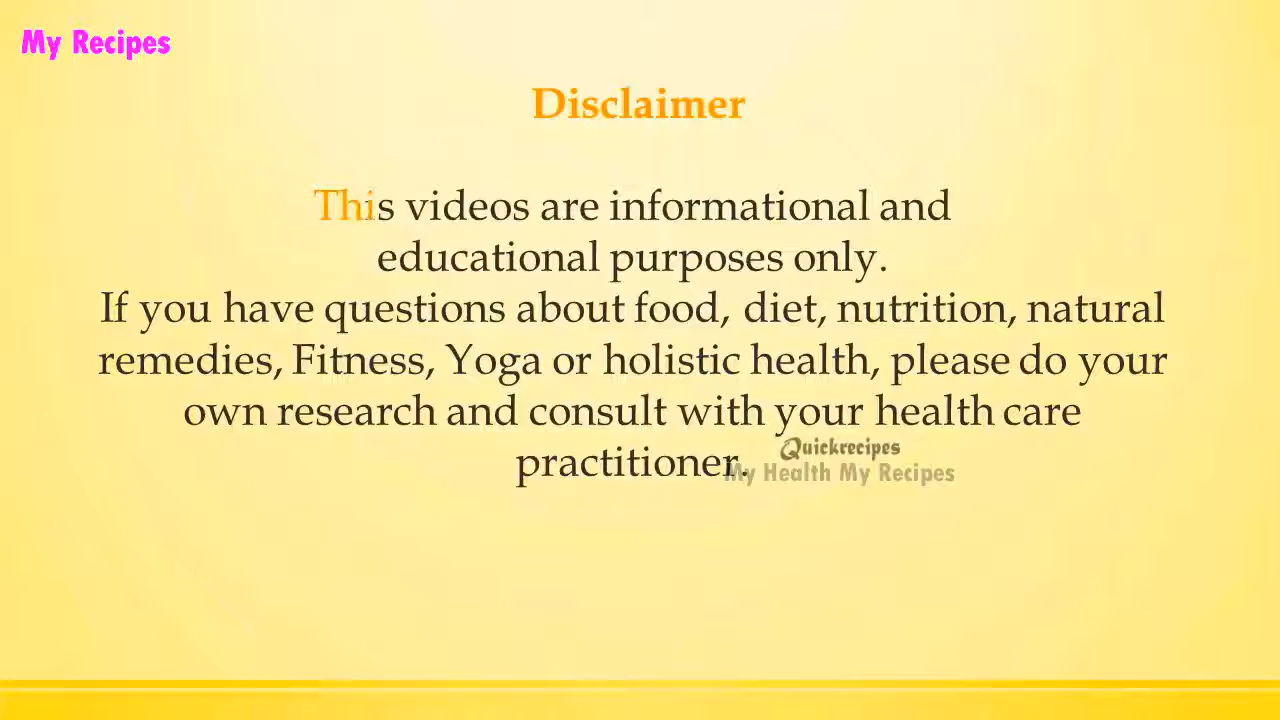 My Recipes
Disclaimer
This videos are informational and
educational purposes only.
If you have questions about food, diet, nutrition, natural
remedies, Fitness, Yoga or holistic health, please do your
own research and consult with your health care
practitioner.
Quickrecipes
My Health My Recipes